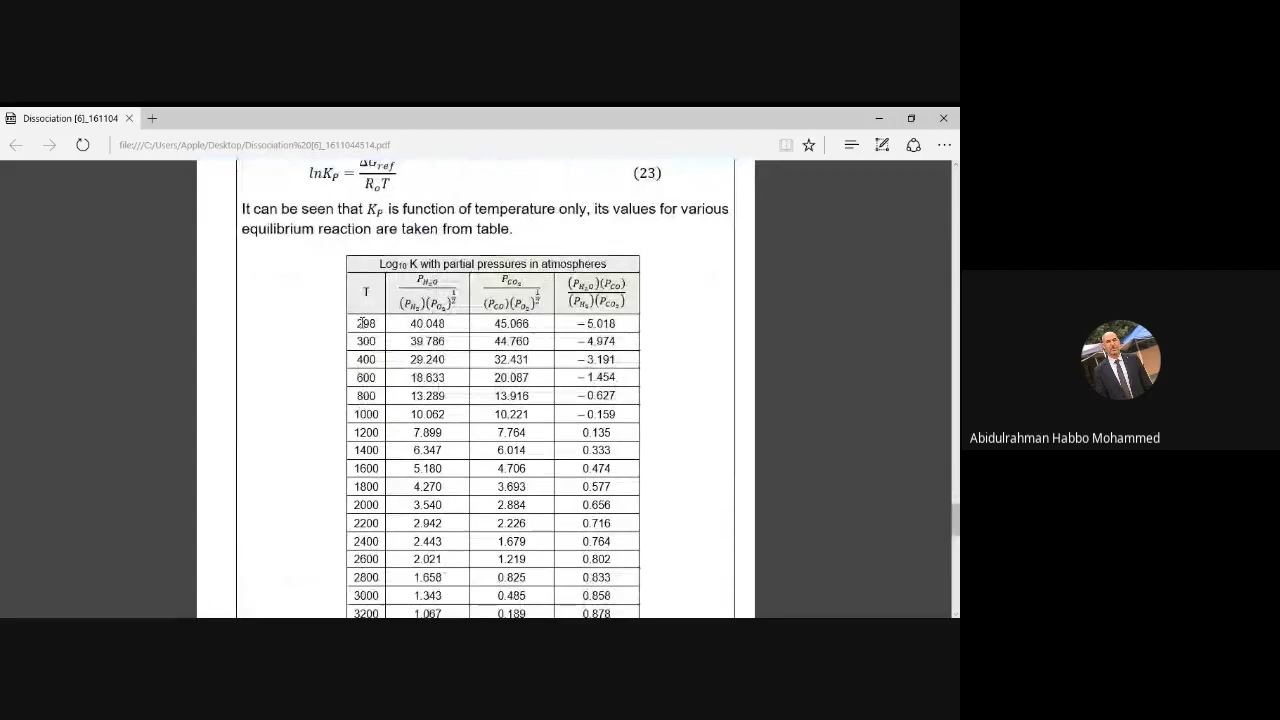 Dissociation [6]_161104
file:///C:/Users/Apple/Desktop/Dissociation%20[6]_1611044514.pdf
lnK_P = ΔG_ref / R_o T (23)
It can be seen that K_P is function of temperature only, its values for various
equilibrium reaction are taken from table.
Log₁₀ K with partial pressures in atmospheres
T P_H₂O / (P_H₂)(P_O₂)^½ P_CO₂ / (P_CO)(P_O₂)^½ (P_H₂O)(P_CO) / (P_H₂)(P_CO₂)
298 40.048 45.066 – 5.018
300 39.786 44.760 – 4.974
400 29.240 32.431 – 3.191
600 18.633 20.087 – 1.454
800 13.289 13.916 – 0.627
1000 10.062 10.221 – 0.159
1200 7.899 7.764 0.135
1400 6.347 6.014 0.333
1600 5.180 4.706 0.474
1800 4.270 3.693 0.577
2000 3.540 2.884 0.656
2200 2.942 2.226 0.716
2400 2.443 1.679 0.764
2600 2.021 1.219 0.802
2800 1.658 0.825 0.833
3000 1.343 0.485 0.858
3200 1.067 0.189 0.878
Abidulrahman Habbo Mohammed